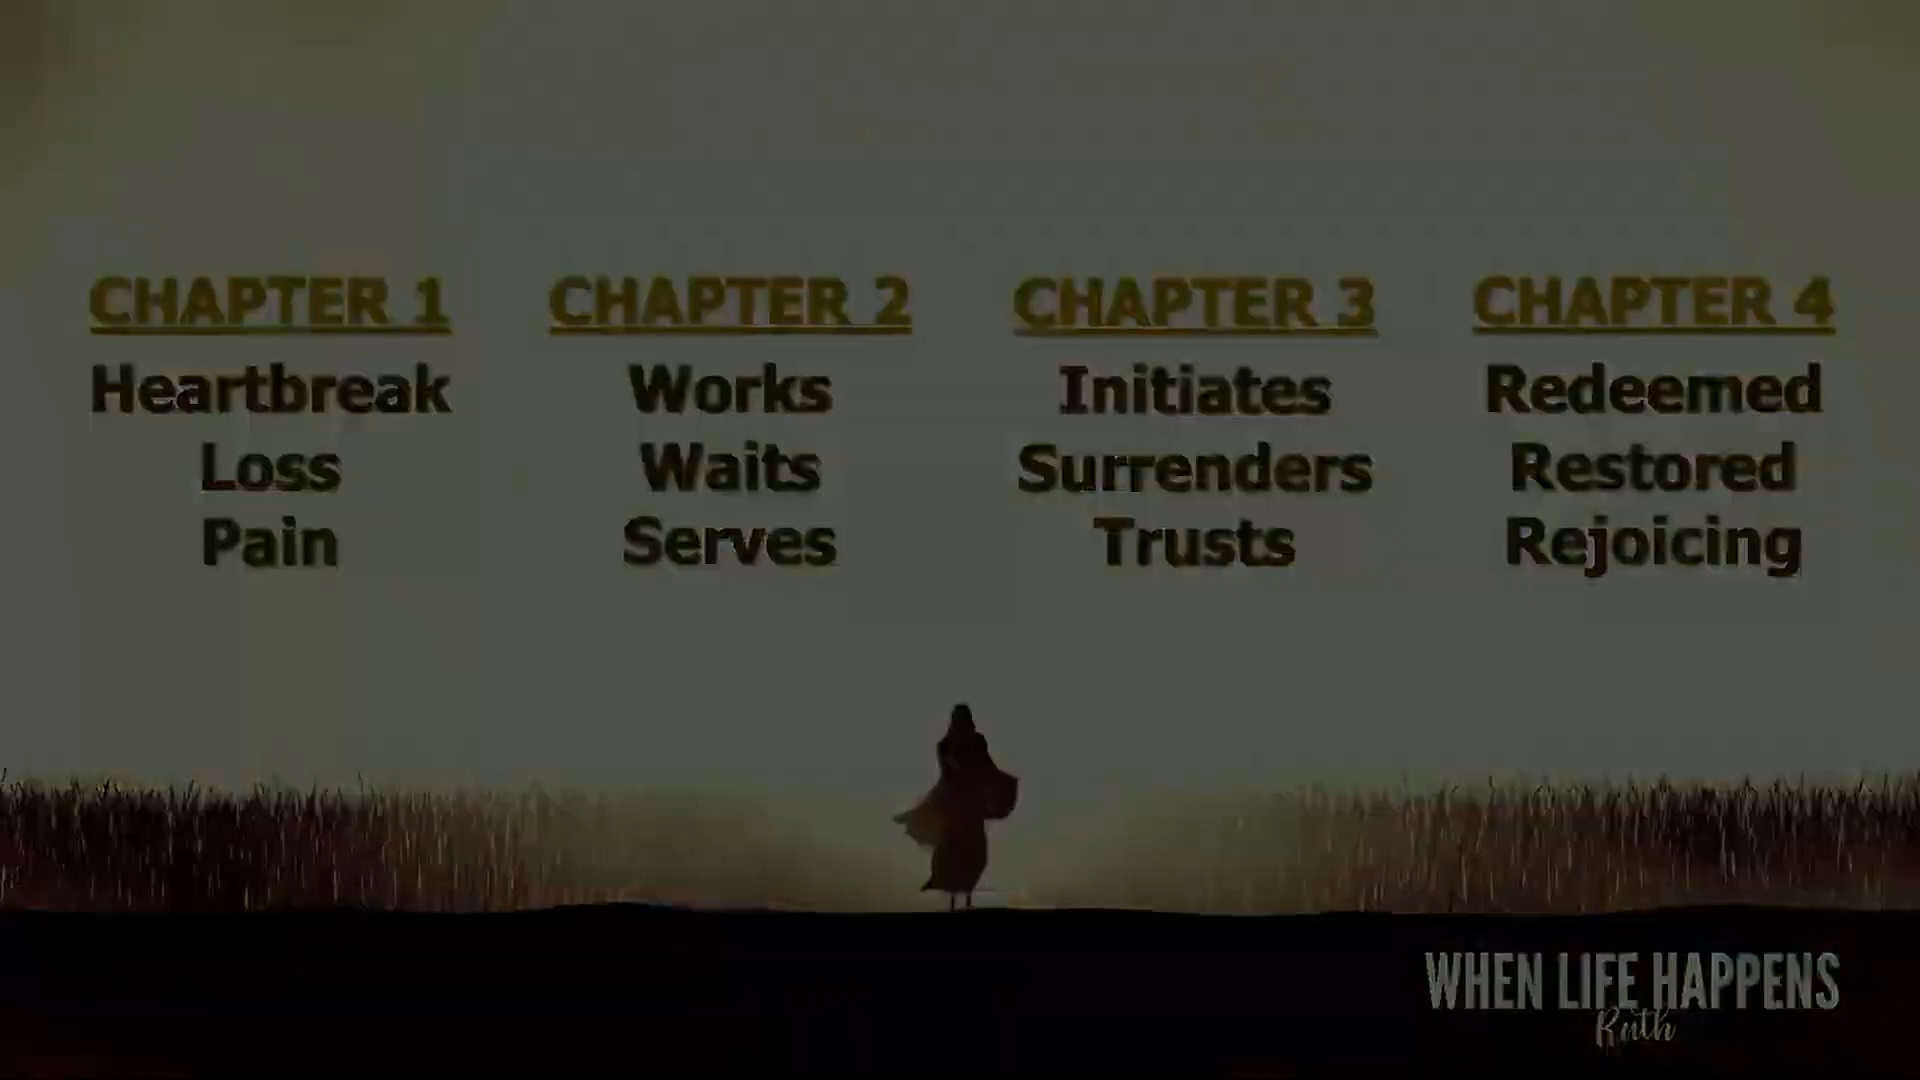 CHAPTER 1
Heartbreak
Loss
Pain
CHAPTER 2
Works
Waits
Serves
CHAPTER 3
Initiates
Surrenders
Trusts
CHAPTER 4
Redeemed
Restored
Rejoicing
WHEN LIFE HAPPENS
Ruth